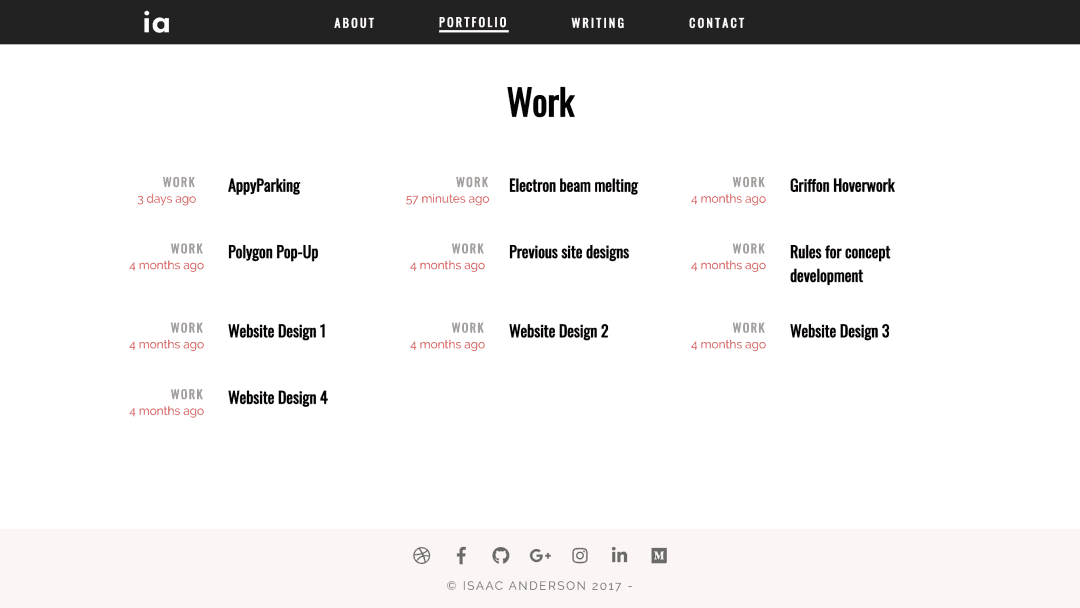 ia
ABOUT
PORTFOLIO
WRITING
CONTACT
Work
WORK
3 days ago
AppyParking
WORK
57 minutes ago
Electron beam melting
WORK
4 months ago
Griffon Hoverwork
WORK
4 months ago
Polygon Pop-Up
WORK
4 months ago
Previous site designs
WORK
4 months ago
Rules for concept
development
WORK
4 months ago
Website Design 1
WORK
4 months ago
Website Design 2
WORK
4 months ago
Website Design 3
WORK
4 months ago
Website Design 4
G+
in
M
© ISAAC ANDERSON 2017 -